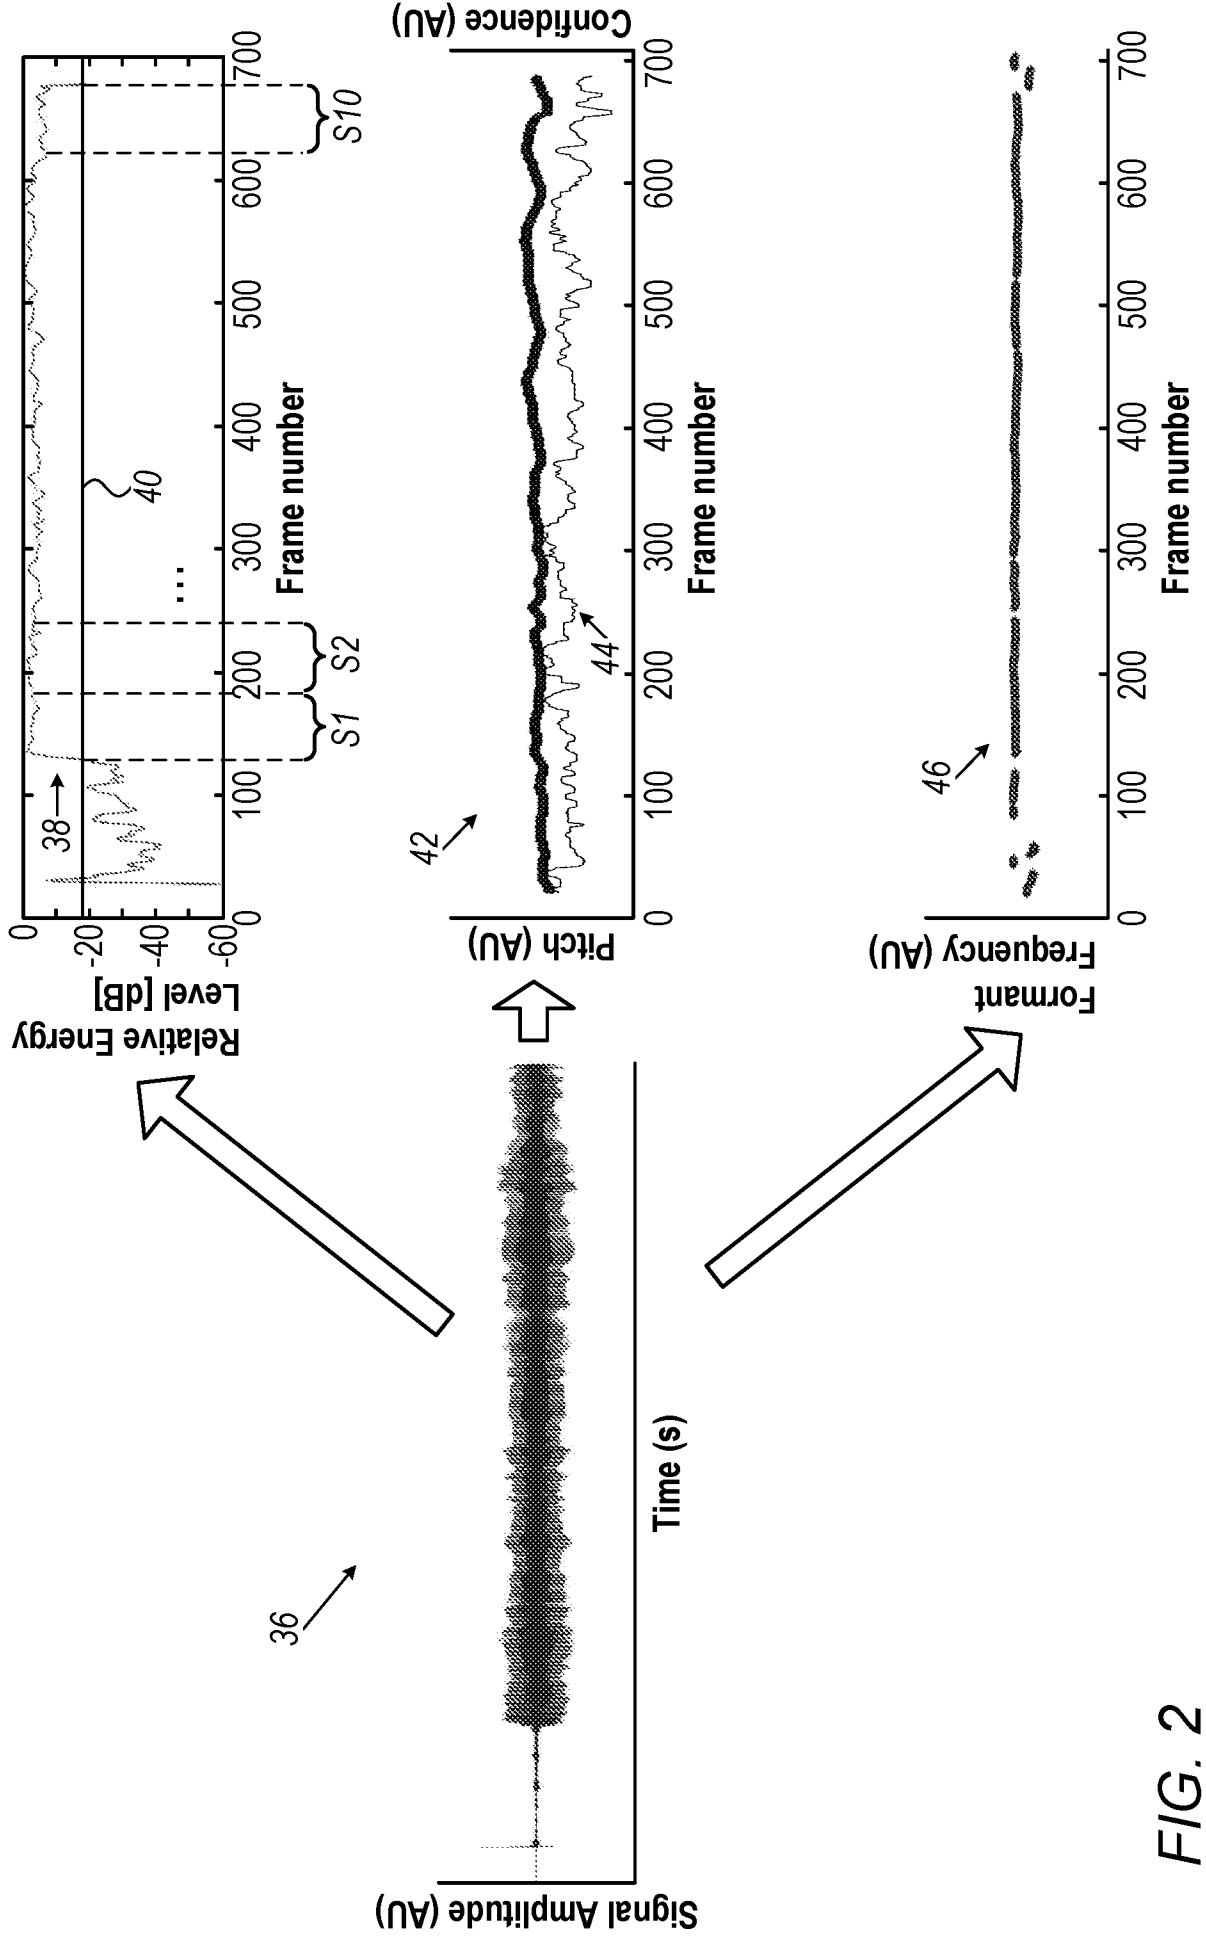 36
Signal Amplitude (AU)
Time (s)
Relative Energy
Level [dB]
0
-20
-40
-60
38
40
...
0
100
200
300
400
500
600
700
Frame number
S1
S2
S10
42
44
Pitch (AU)
Confidence (AU)
0
100
200
300
400
500
600
700
Frame number
46
Formant
Frequency (AU)
0
100
200
300
400
500
600
700
Frame number
FIG. 2